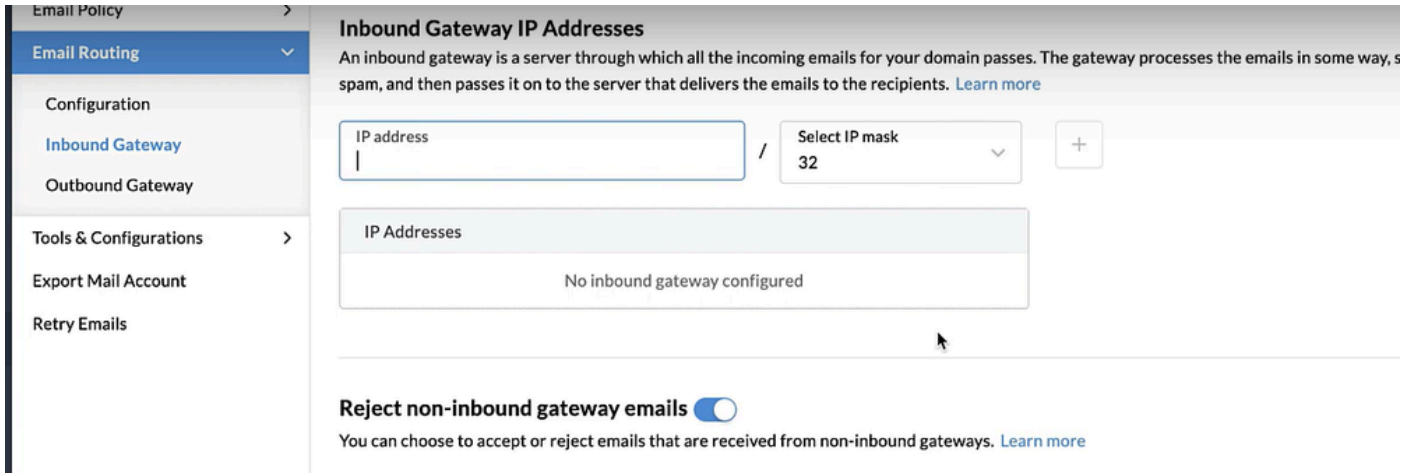 Email Policy
Email Routing
Configuration
Inbound Gateway
Outbound Gateway
Tools & Configurations
Export Mail Account
Retry Emails
Inbound Gateway IP Addresses
An inbound gateway is a server through which all the incoming emails for your domain passes. The gateway processes the emails in some way, s
spam, and then passes it on to the server that delivers the emails to the recipients. Learn more
IP address
/
Select IP mask
32
+
IP Addresses
No inbound gateway configured
Reject non-inbound gateway emails
You can choose to accept or reject emails that are received from non-inbound gateways. Learn more